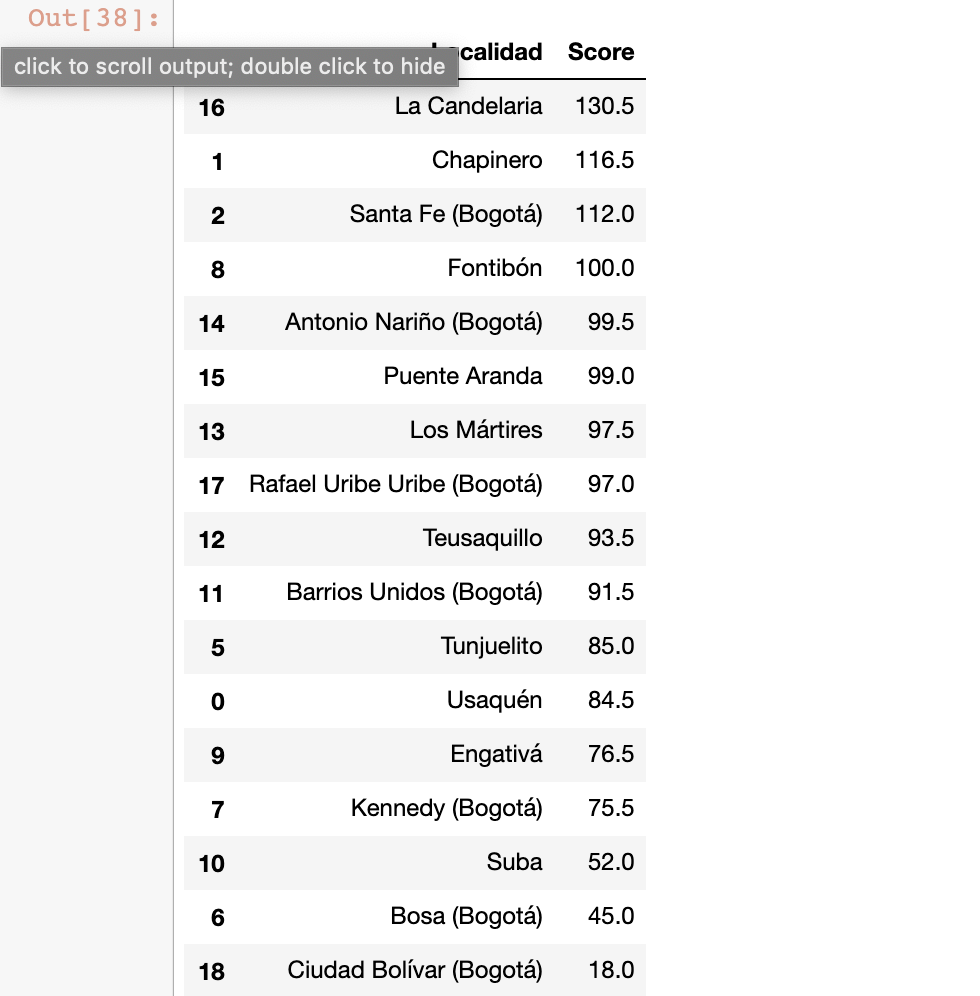 Out[38]:
calidad Score
click to scroll output; double click to hide
16 La Candelaria 130.5
1 Chapinero 116.5
2 Santa Fe (Bogotá) 112.0
8 Fontibón 100.0
14 Antonio Nariño (Bogotá) 99.5
15 Puente Aranda 99.0
13 Los Mártires 97.5
17 Rafael Uribe Uribe (Bogotá) 97.0
12 Teusaquillo 93.5
11 Barrios Unidos (Bogotá) 91.5
5 Tunjuelito 85.0
0 Usaquén 84.5
9 Engativá 76.5
7 Kennedy (Bogotá) 75.5
10 Suba 52.0
6 Bosa (Bogotá) 45.0
18 Ciudad Bolívar (Bogotá) 18.0